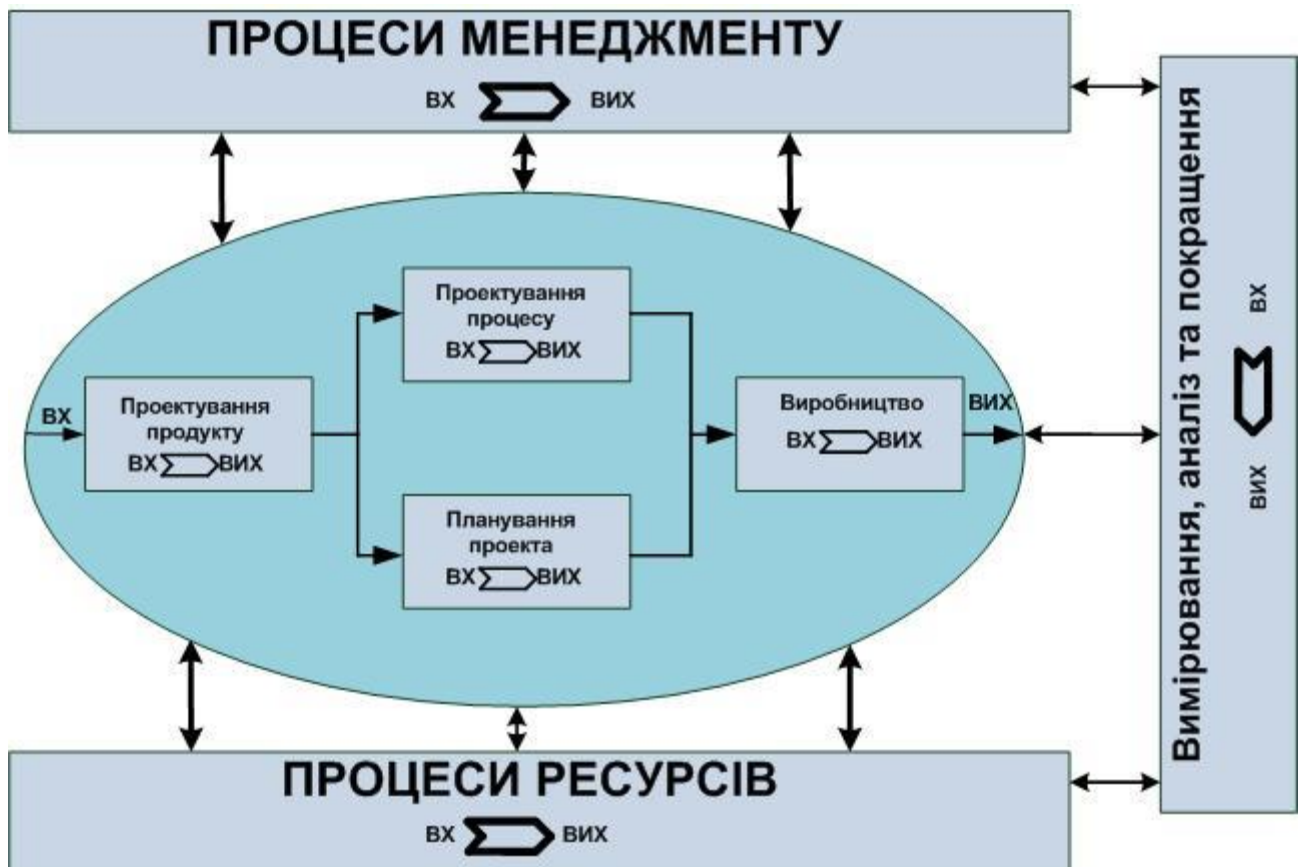 ПРОЦЕСИ МЕНЕДЖМЕНТУ
ВХ ВИХ
Проектування
процесу
ВХ ВИХ
ВХ
Проектування
продукту
ВХ ВИХ
Виробництво
ВХ ВИХ
ВИХ
Планування
проекта
ВХ ВИХ
Вимірювання, аналіз та покращення
ВХ ВИХ
ПРОЦЕСИ РЕСУРСІВ
ВХ ВИХ